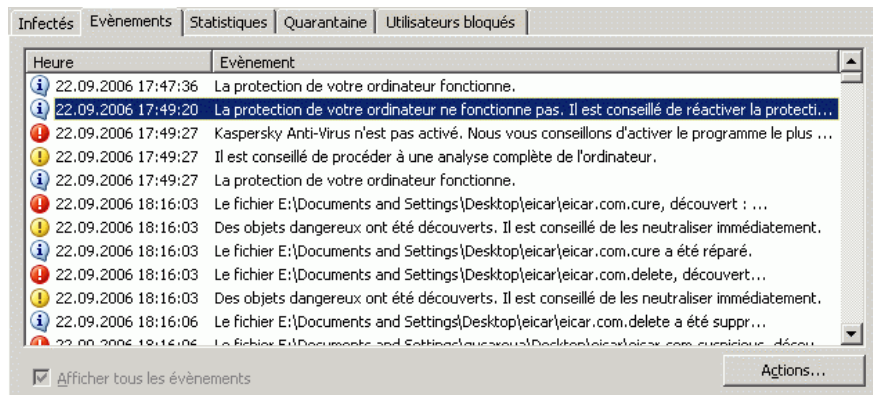 Infectés Evènements Statistiques Quarantaine Utilisateurs bloqués
Heure Evènement
22.09.2006 17:47:36 La protection de votre ordinateur fonctionne.
22.09.2006 17:49:20 La protection de votre ordinateur ne fonctionne pas. Il est conseillé de réactiver la protecti...
22.09.2006 17:49:27 Kaspersky Anti-Virus n'est pas activé. Nous vous conseillons d'activer le programme le plus ...
22.09.2006 17:49:27 Il est conseillé de procéder à une analyse complète de l'ordinateur.
22.09.2006 17:49:27 La protection de votre ordinateur fonctionne.
22.09.2006 18:16:03 Le fichier E:\Documents and Settings\Desktop\eicar\eicar.com.cure, découvert : ...
22.09.2006 18:16:03 Des objets dangereux ont été découverts. Il est conseillé de les neutraliser immédiatement.
22.09.2006 18:16:03 Le fichier E:\Documents and Settings\Desktop\eicar\eicar.com.cure a été réparé.
22.09.2006 18:16:03 Le fichier E:\Documents and Settings\Desktop\eicar\eicar.com.delete, découvert...
22.09.2006 18:16:03 Des objets dangereux ont été découverts. Il est conseillé de les neutraliser immédiatement.
22.09.2006 18:16:06 Le fichier E:\Documents and Settings\Desktop\eicar\eicar.com.delete a été suppr...
22.09.2006 18:16:06 Le fichier E:\Documents and
Afficher tous les évènements
Actions...